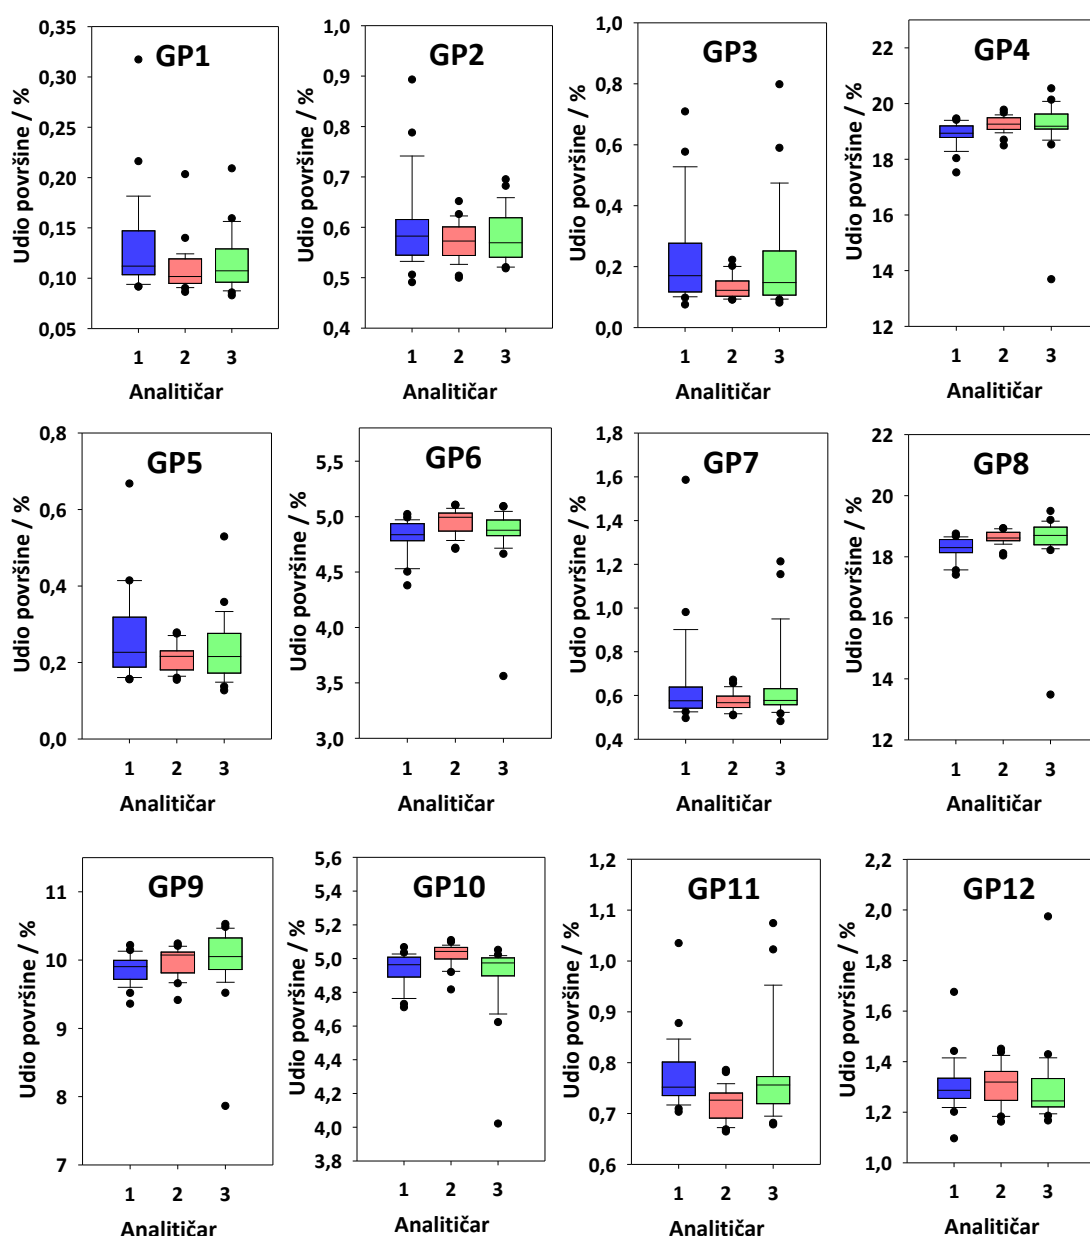 GP1
Udio površine / %
0,35
0,30
0,25
0,20
0,15
0,10
0,05
1 2 3
Analitičar
GP2
Udio površine / %
1,0
0,9
0,8
0,7
0,6
0,5
0,4
1 2 3
Analitičar
GP3
Udio površine / %
1,0
0,8
0,6
0,4
0,2
0,0
1 2 3
Analitičar
GP4
Udio površine / %
22
20
18
16
14
12
1 2 3
Analitičar
GP5
Udio površine / %
0,8
0,6
0,4
0,2
0,0
1 2 3
Analitičar
GP6
Udio površine / %
5,5
5,0
4,5
4,0
3,5
3,0
1 2 3
Analitičar
GP7
Udio površine / %
1,8
1,6
1,4
1,2
1,0
0,8
0,6
0,4
1 2 3
Analitičar
GP8
Udio površine / %
22
20
18
16
14
12
1 2 3
Analitičar
GP9
Udio površine / %
11
10
9
8
7
1 2 3
Analitičar
GP10
Udio površine / %
5,6
5,4
5,2
5,0
4,8
4,6
4,4
4,2
4,0
3,8
1 2 3
Analitičar
GP11
Udio površine / %
1,2
1,1
1,0
0,9
0,8
0,7
0,6
1 2 3
Analitičar
GP12
Udio površine / %
2,2
2,0
1,8
1,6
1,4
1,2
1,0
1 2 3
Analitičar